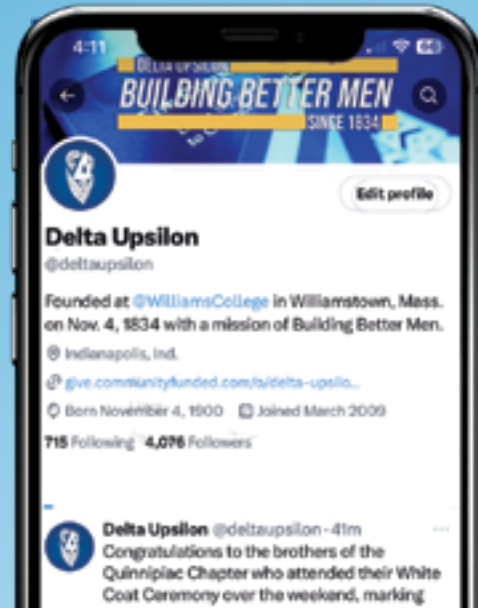 4:11
DELTA UPSILON
BUILDING BETTER MEN
SINCE 1834
Edit profile
Delta Upsilon
@deltaupsilon
Founded at @WilliamsCollege in Williamstown, Mass.
on Nov. 4, 1834 with a mission of Building Better Men.
Indianapolis, Ind.
give.communityfunded.com/o/delta-upsilo...
Born November 4, 1900 Joined March 2009
715 Following 4,076 Followers
Delta Upsilon @deltaupsilon · 41m
Congratulations to the brothers of the
Quinnipiac Chapter who attended their White
Coat Ceremony over the weekend, marking